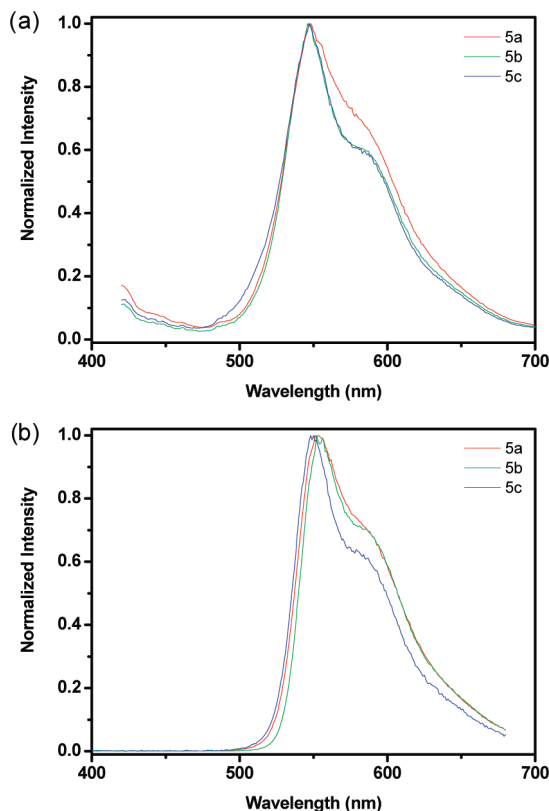 (a)
1.0
0.8
0.6
0.4
0.2
0.0
Normalized Intensity
5a
5b
5c
400 500 600 700
Wavelength (nm)
(b)
1.0
0.8
0.6
0.4
0.2
0.0
Normalized Intensity
5a
5b
5c
400 500 600 700
Wavelength (nm)